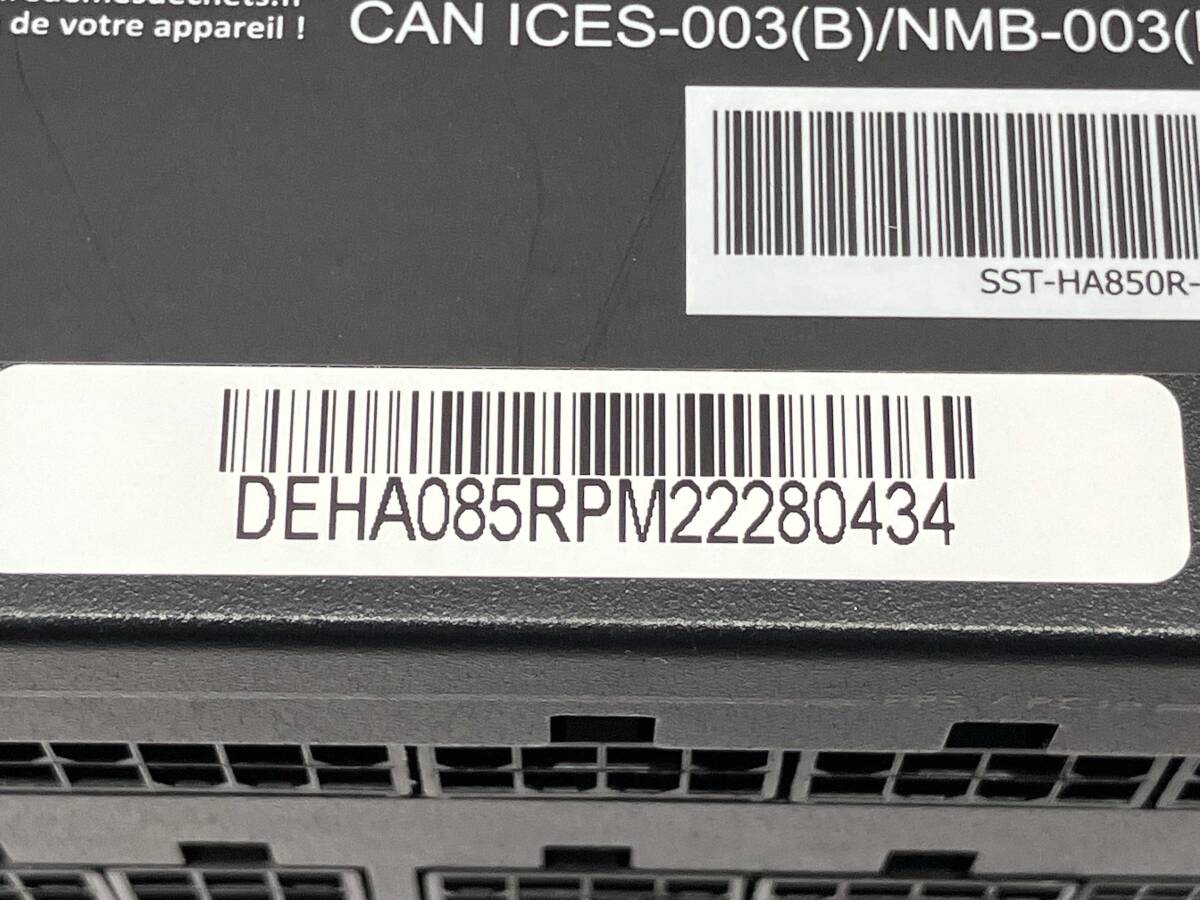 de votre appareil !
CAN ICES-003(B)/NMB-003(
SST-HA850R-
DEHA085RPM22280434